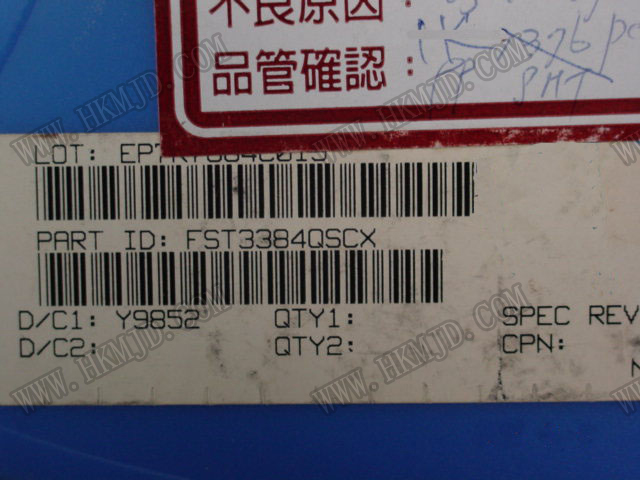 不良原因:
品管確認: PMT
LOT:
PART ID: FST3384QSCX
D/C1: Y9852 QTY1: SPEC REV
D/C2: QTY2: CPN:
WWW.HKMJD.COM